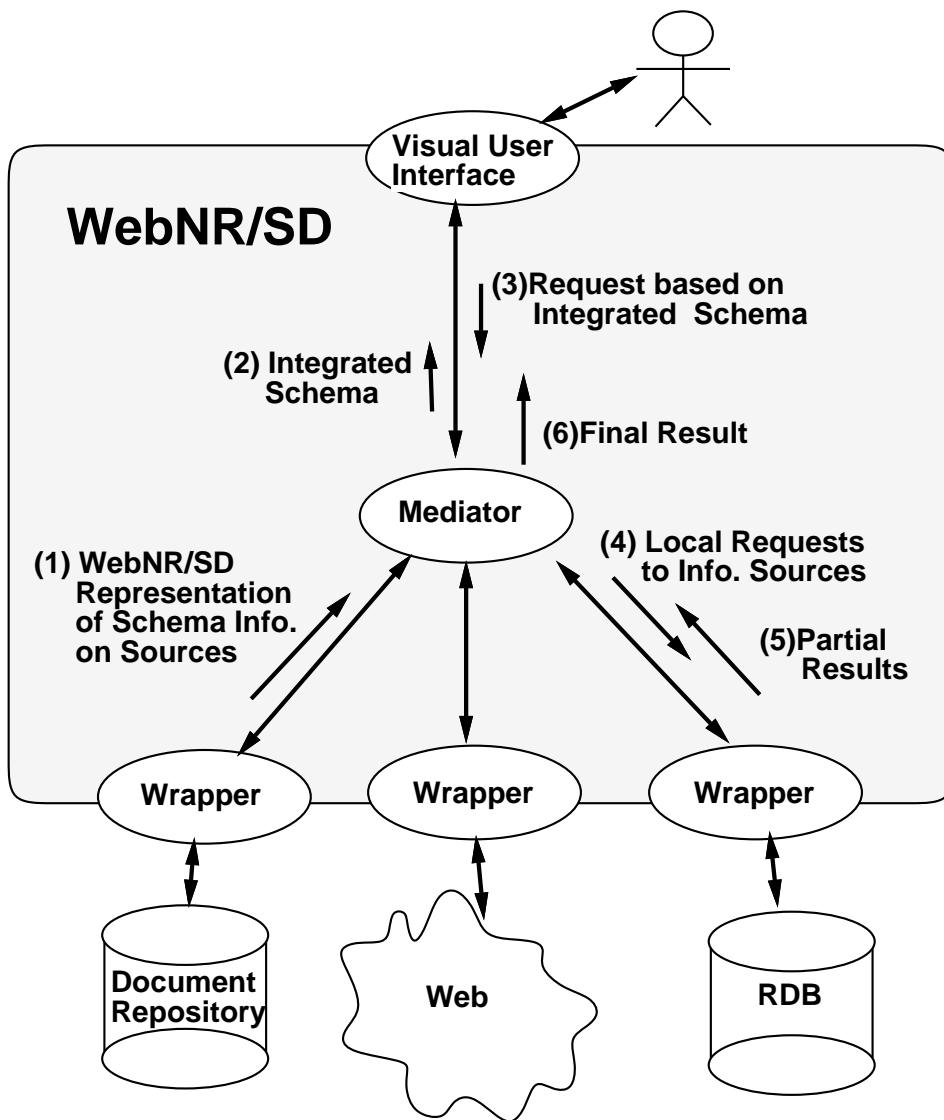 Visual User
Interface
WebNR/SD
(3)Request based on
Integrated Schema
(2) Integrated
Schema
(6)Final Result
Mediator
(1) WebNR/SD
Representation
of Schema Info.
on Sources
(4) Local Requests
to Info. Sources
(5)Partial
Results
Wrapper
Wrapper
Wrapper
Document
Repository
Web
RDB